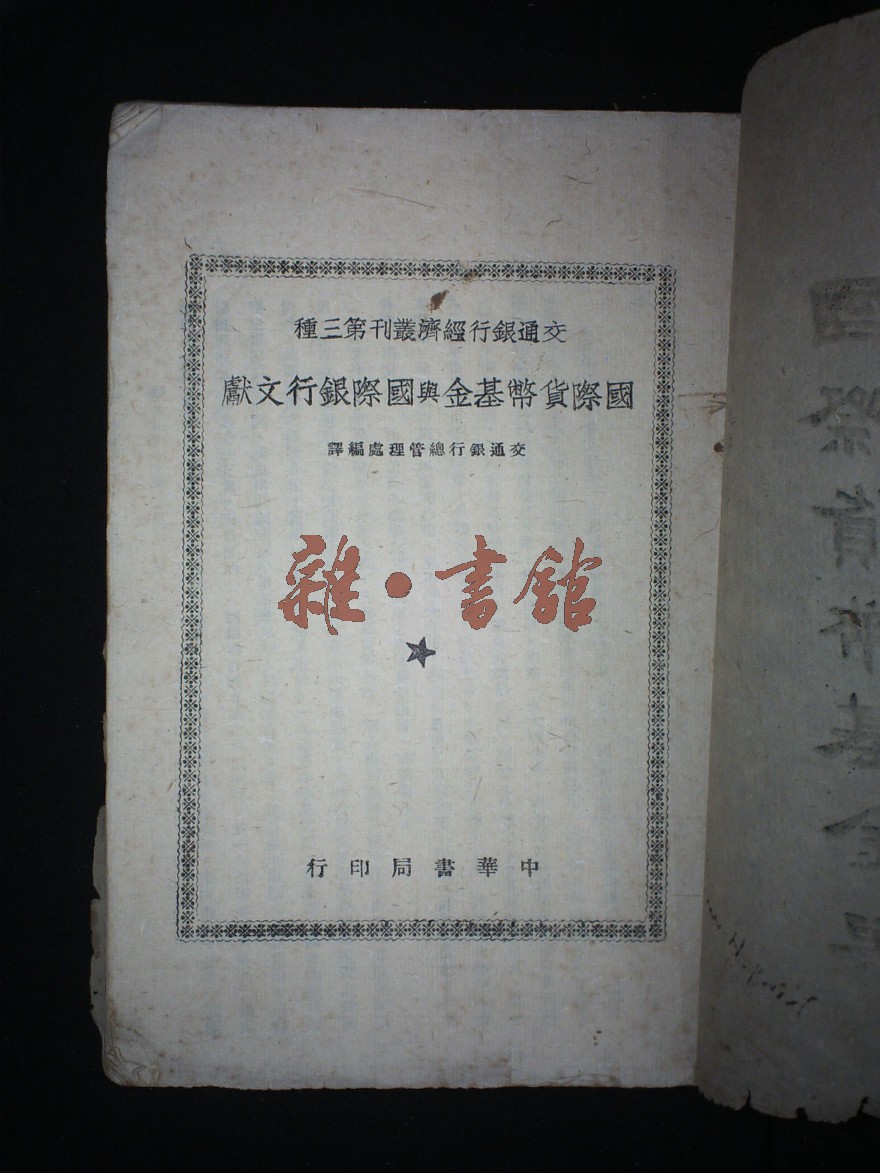 交通銀行經濟叢刊第三種
國際貨幣基金與國際銀行文獻
交通銀行總管理處編譯
雜·書館
中華書局印行